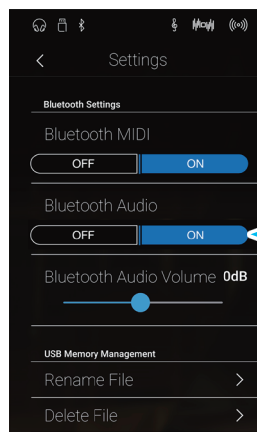 Settings
Bluetooth Settings
Bluetooth MIDI
OFF ON
Bluetooth Audio
OFF ON
Bluetooth Audio Volume 0dB
USB Memory Management
Rename File
Delete File